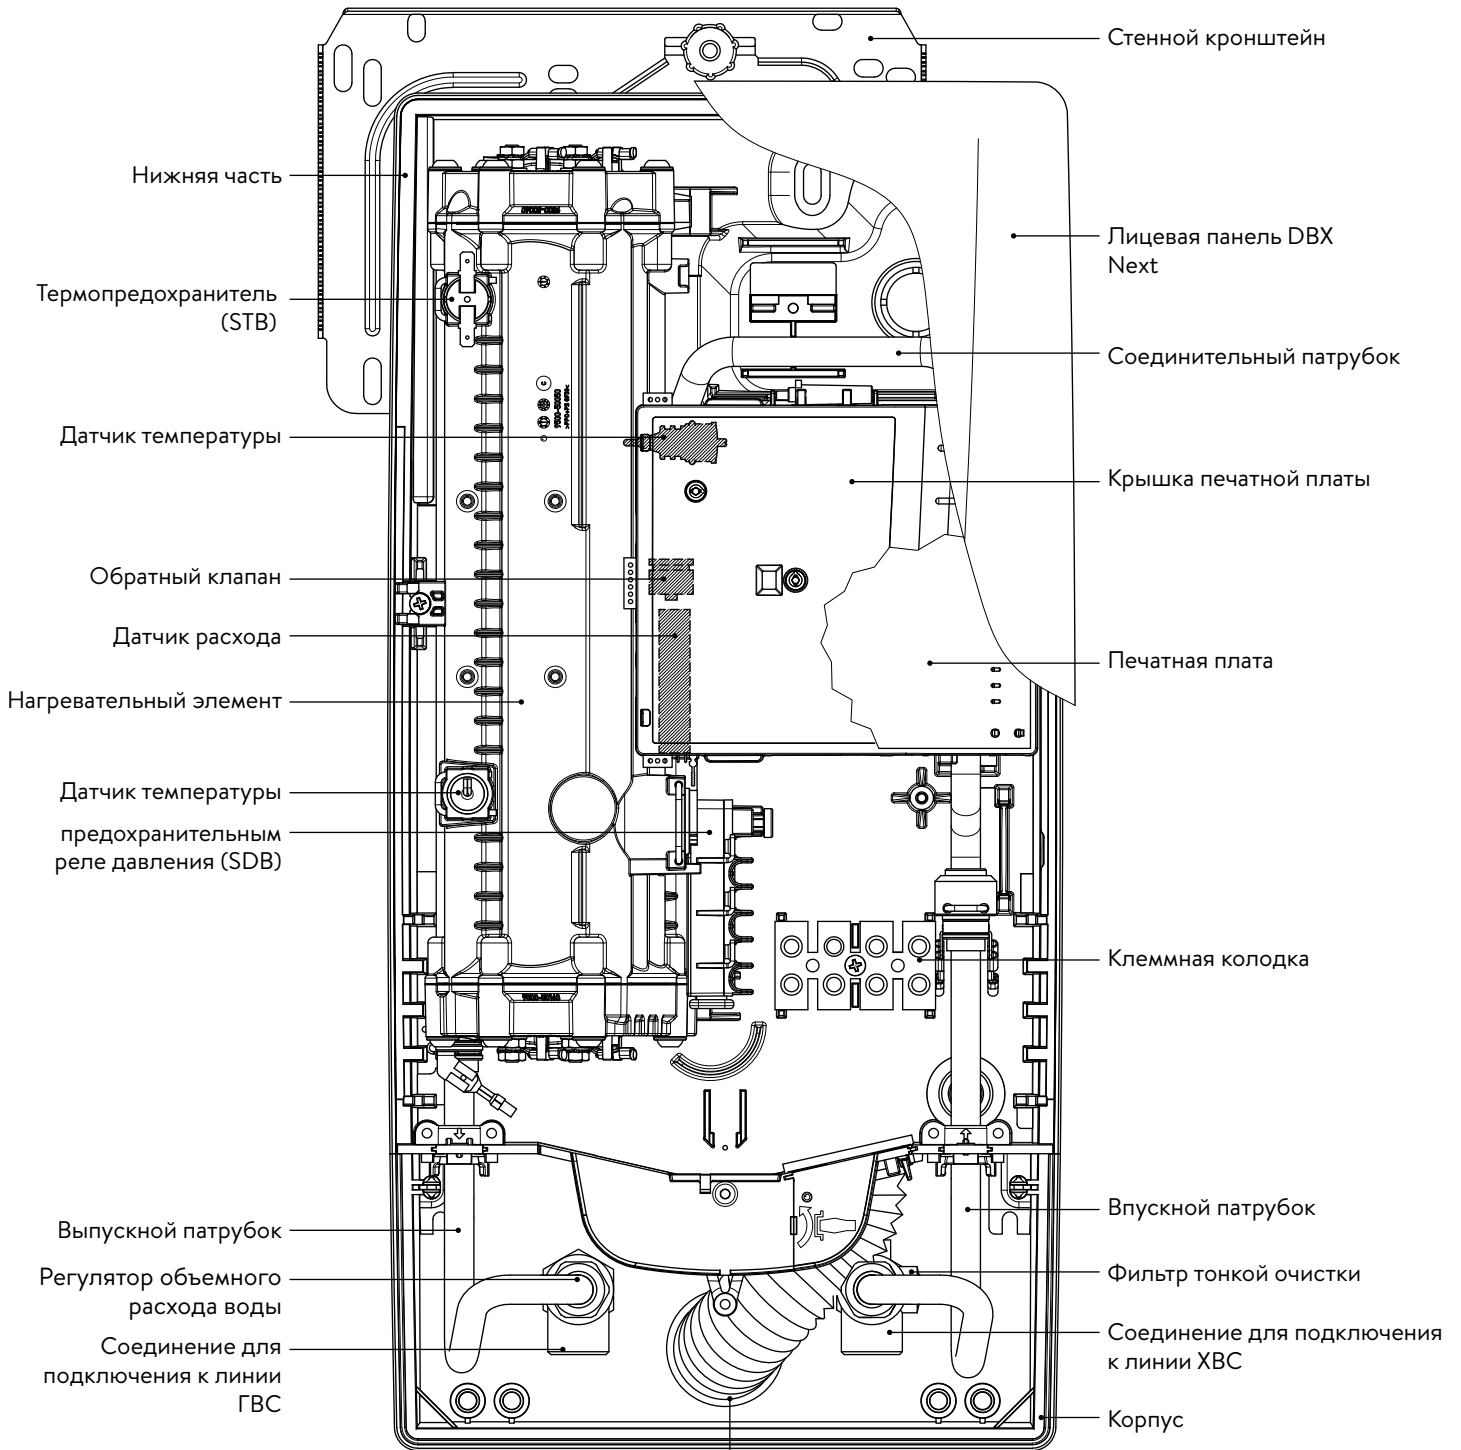 Стенной кронштейн
Нижняя часть
Лицевая панель DBX
Next
Термопредохранитель
(STB)
Соединительный патрубок
Датчик температуры
Крышка печатной платы
Обратный клапан
Датчик расхода
Печатная плата
Нагревательный элемент
Датчик температуры
предохранительным
реле давления (SDB)
Клеммная колодка
Впускной патрубок
Выпускной патрубок
Регулятор объемного
расхода воды
Фильтр тонкой очистки
Соединение для
подключения к линии
ГВС
Соединение для подключения
к линии ХВС
Корпус